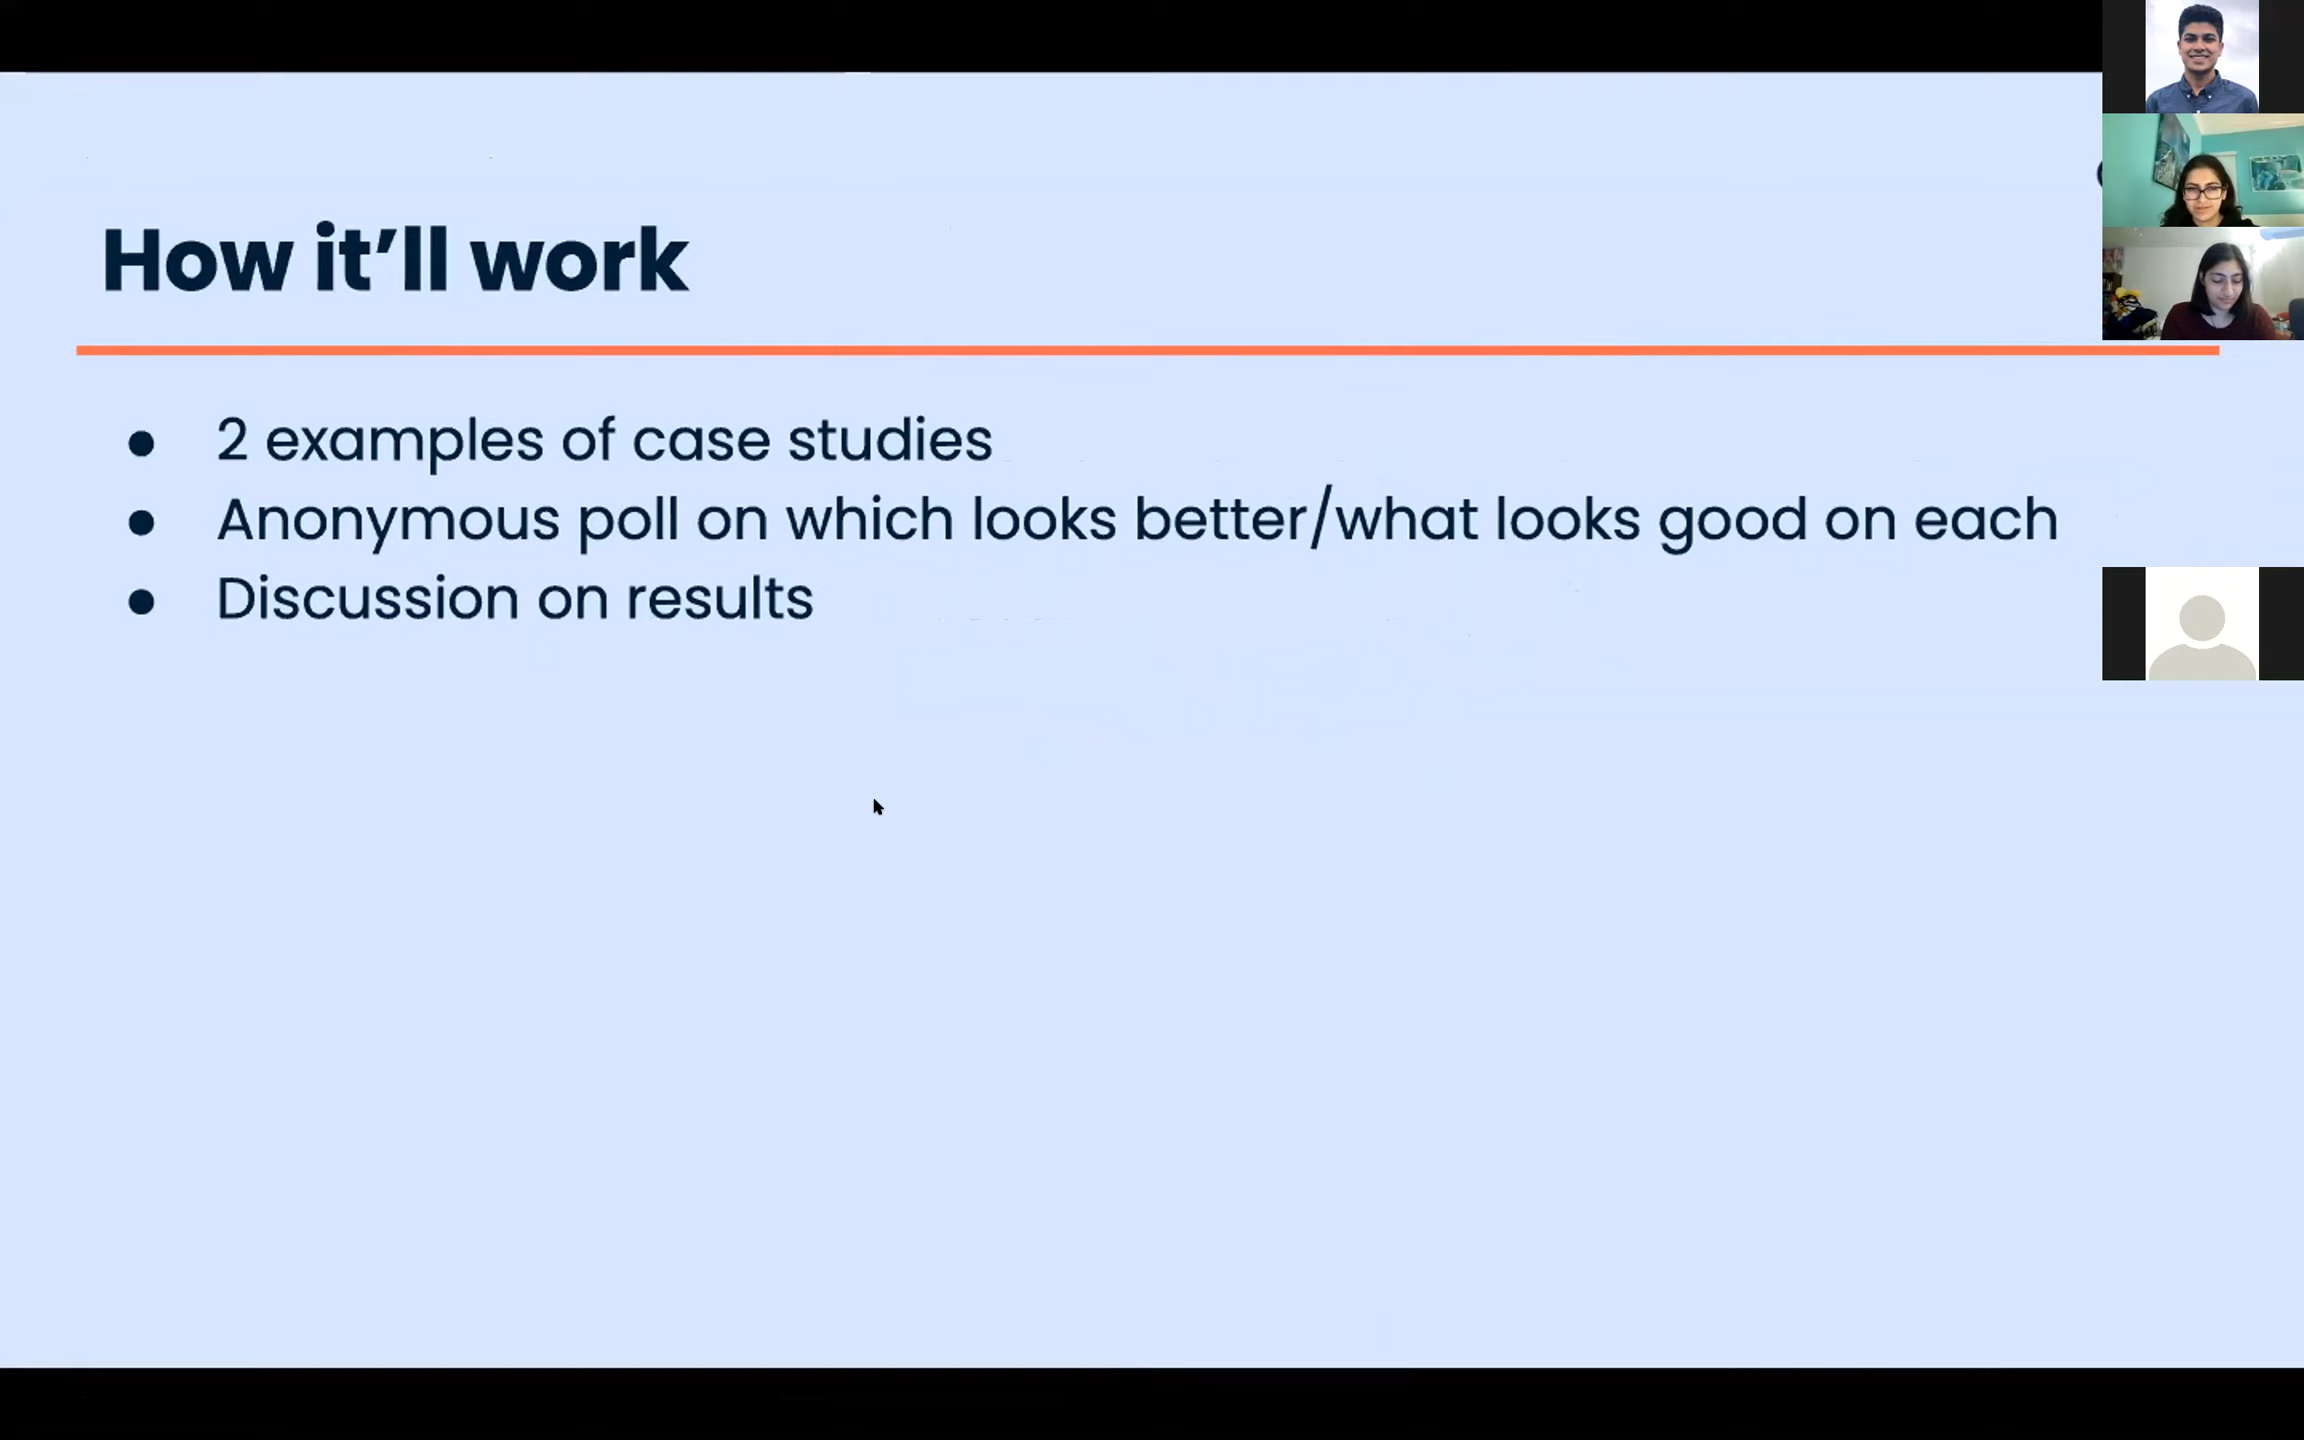 How it’ll work
● 2 examples of case studies
● Anonymous poll on which looks better/what looks good on each
● Discussion on results